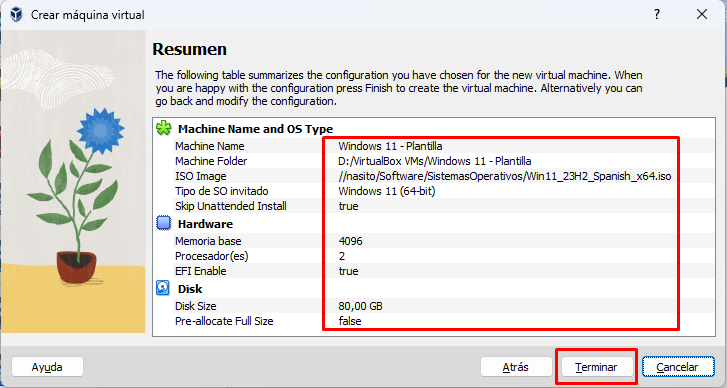 Crear máquina virtual
Resumen
The following table summarizes the configuration you have chosen for the new virtual machine. When
you are happy with the configuration press Finish to create the virtual machine. Alternatively you can
go back and modify the configuration.
Machine Name and OS Type
Machine Name Windows 11 - Plantilla
Machine Folder D:/VirtualBox VMs/Windows 11 - Plantilla
ISO Image //nasito/Software/SistemasOperativos/Win11_23H2_Spanish_x64.iso
Tipo de SO invitado Windows 11 (64-bit)
Skip Unattended Install true
Hardware
Memoria base 4096
Procesador(es) 2
EFI Enable true
Disk
Disk Size 80,00 GB
Pre-allocate Full Size false
Ayuda Atrás Terminar Cancelar